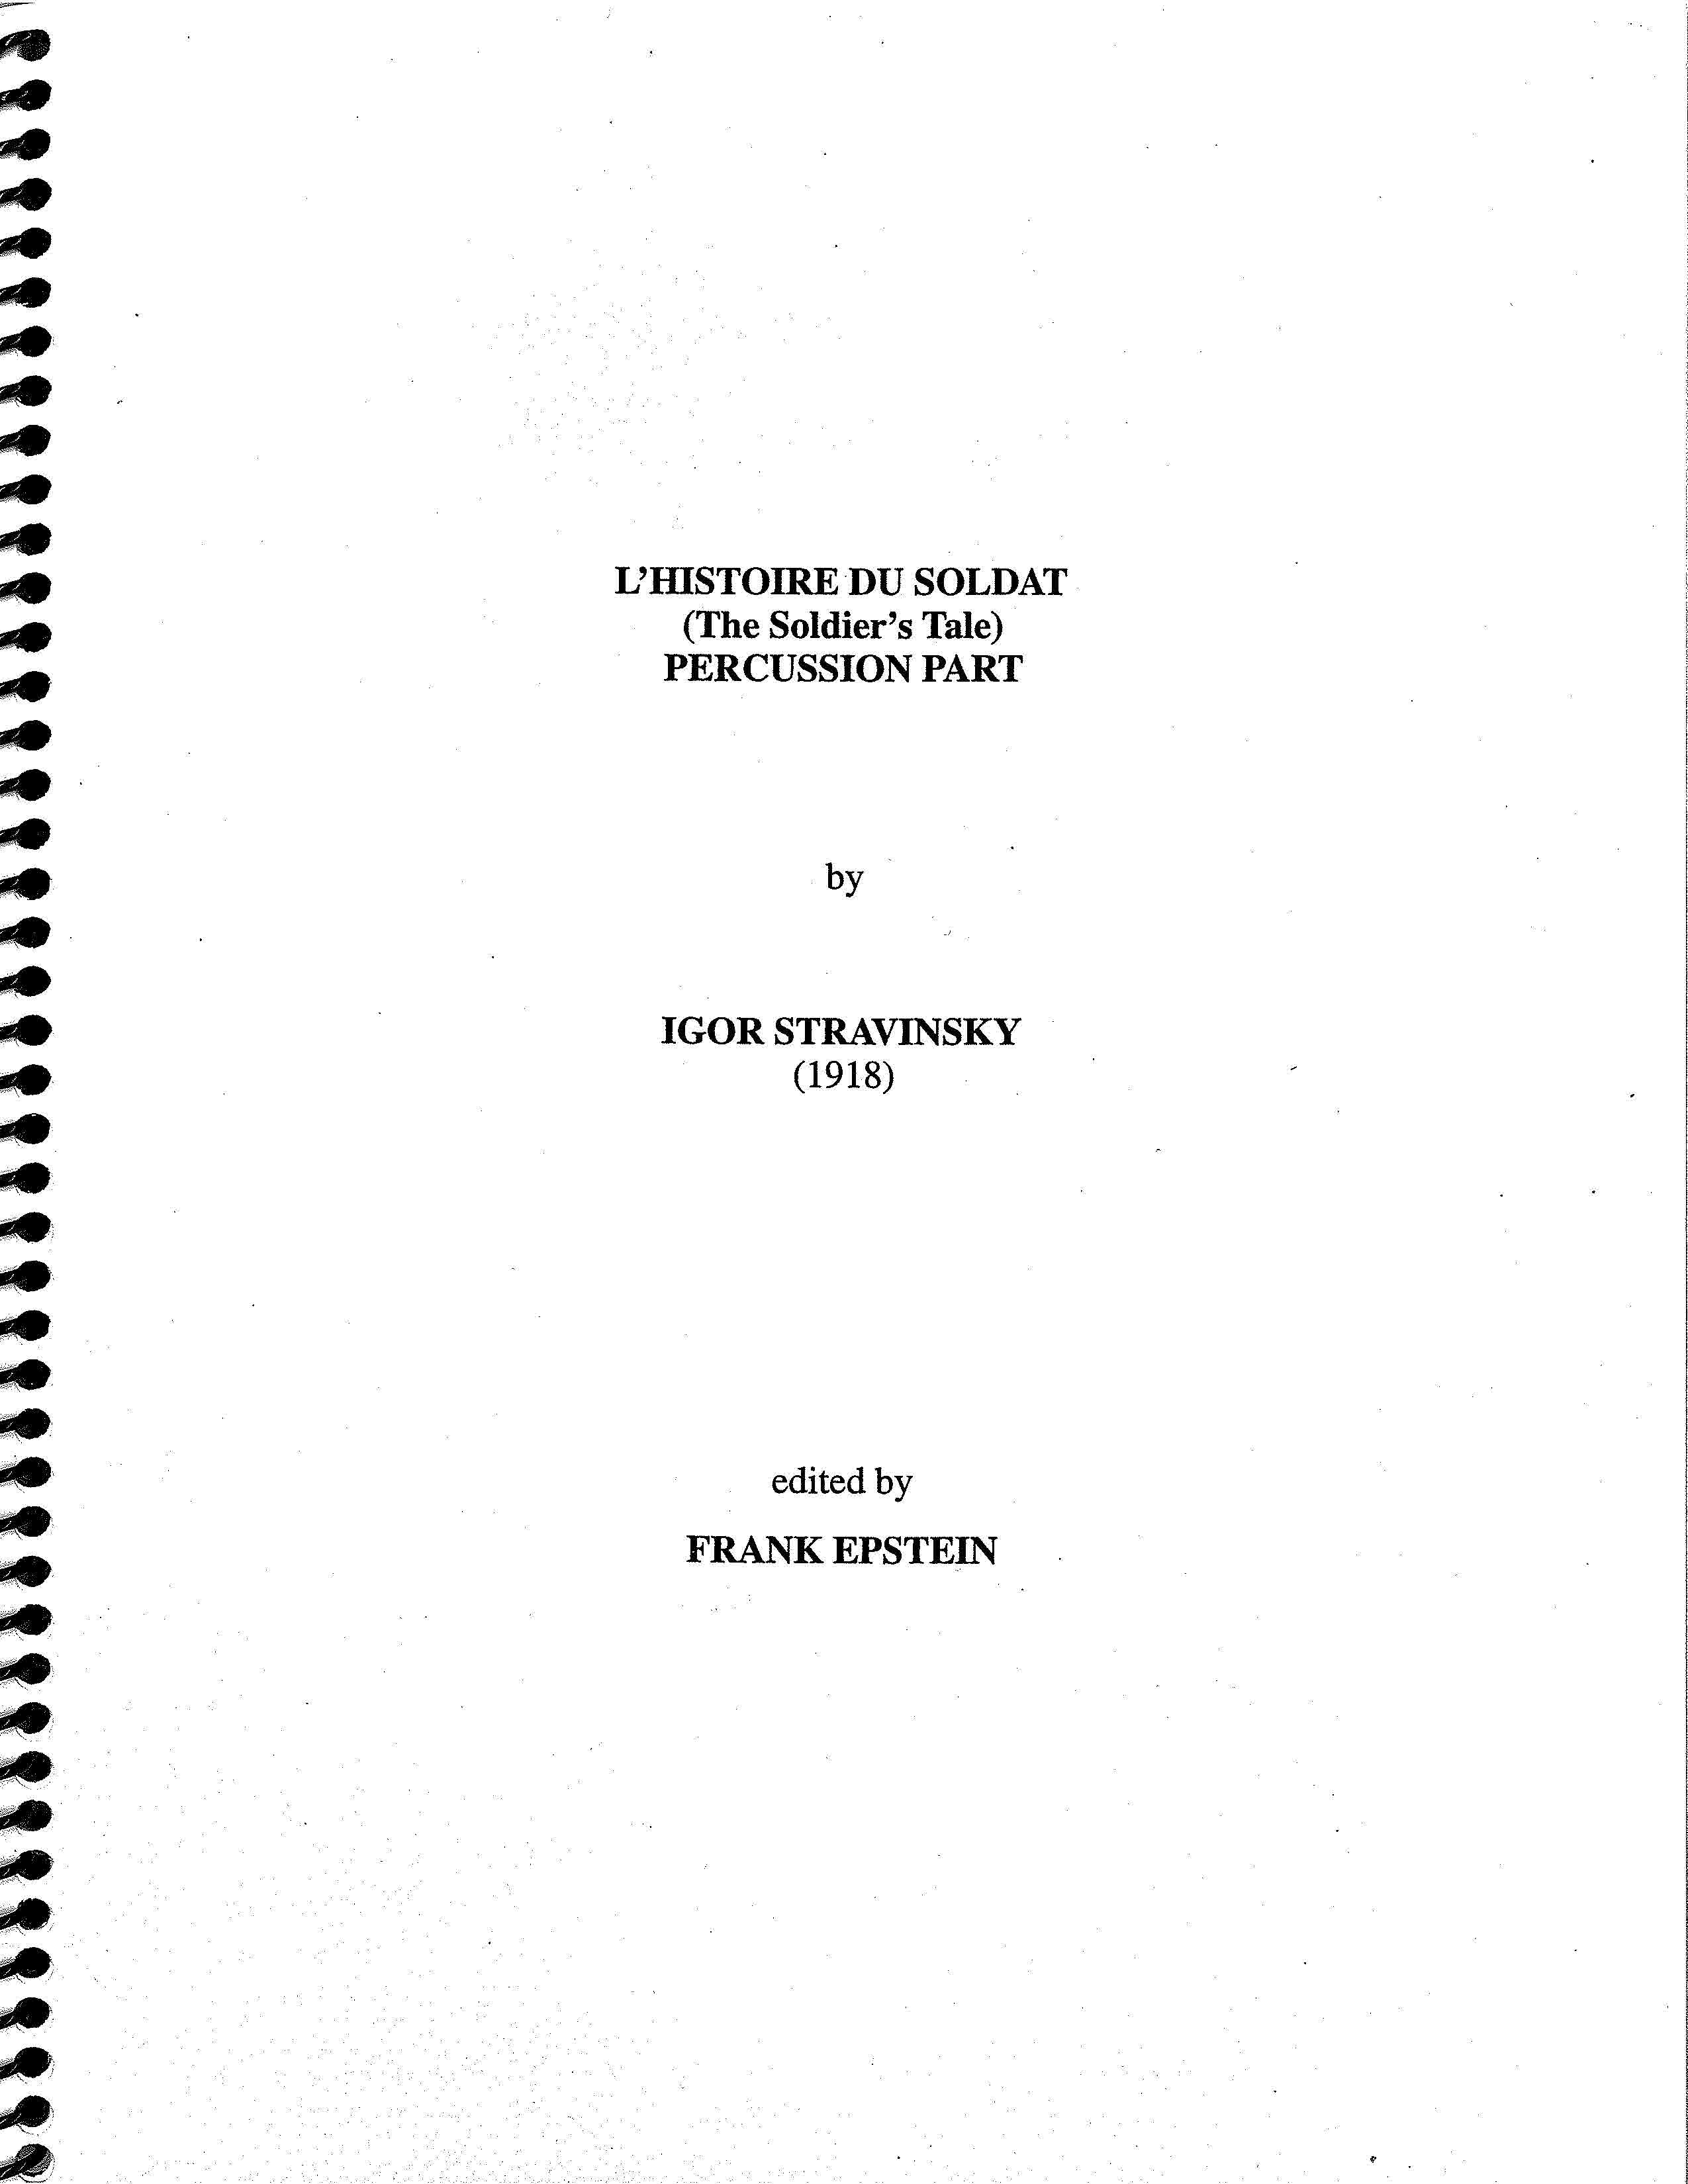 L'HISTOIRE DU SOLDAT
(The Soldier's Tale)
PERCUSSION PART
by
IGOR STRAVINSKY
(1918)
edited by
FRANK EPSTEIN